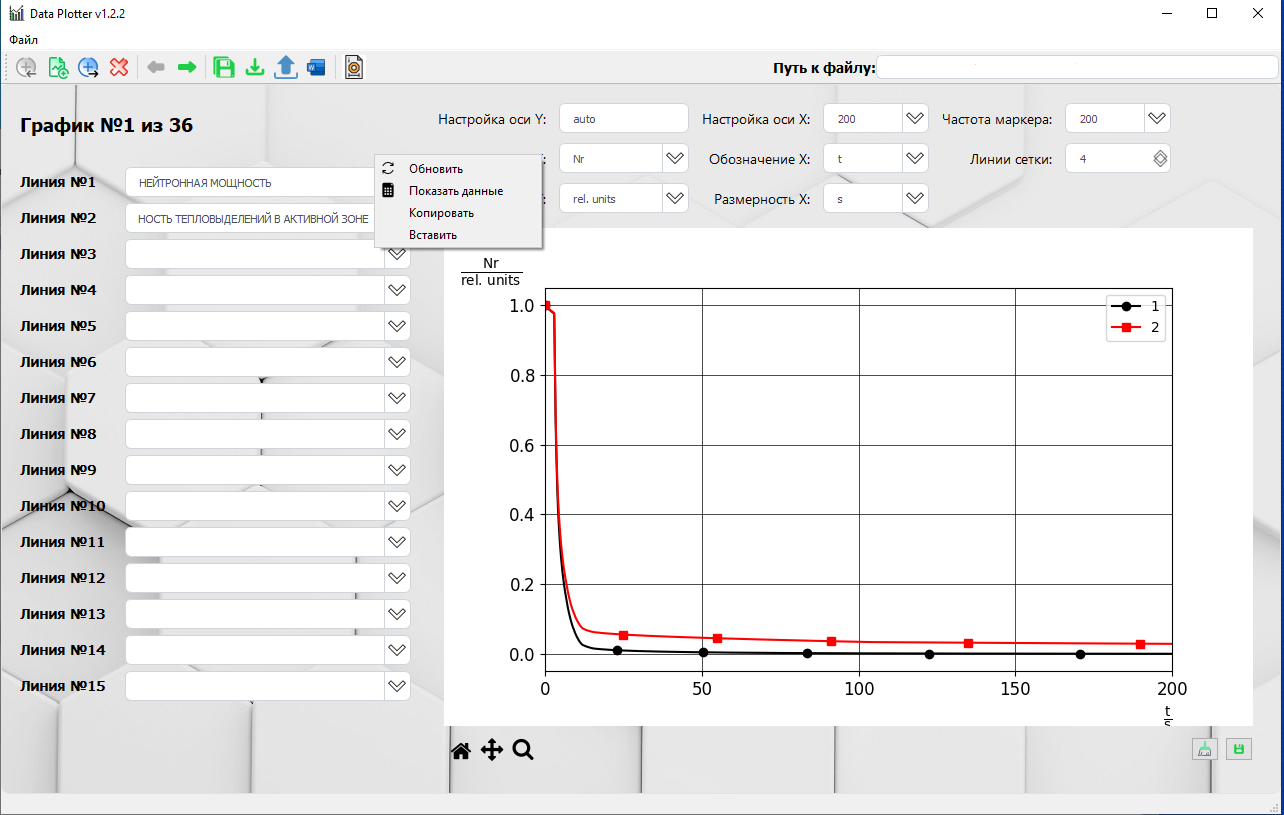 Data Plotter v1.2.2
Файл
Путь к файлу:
График №1 из 36
Настройка оси Y: auto Настройка оси X: 200 Частота маркера: 200
Nr Обозначение X: t Линии сетки: 4
rel. units Размерность X: s
Линия №1 НЕЙТРОННАЯ МОЩНОСТЬ
Линия №2 НОСТЬ ТЕПЛОВЫДЕЛЕНИЙ В АКТИВНОЙ ЗОНЕ
Линия №3
Линия №4
Линия №5
Линия №6
Линия №7
Линия №8
Линия №9
Линия №10
Линия №11
Линия №12
Линия №13
Линия №14
Линия №15
Обновить
Показать данные
Копировать
Вставить
Nr
rel. units
1.0
0.8
0.6
0.4
0.2
0.0
0 50 100 150 200
t
s
1
2